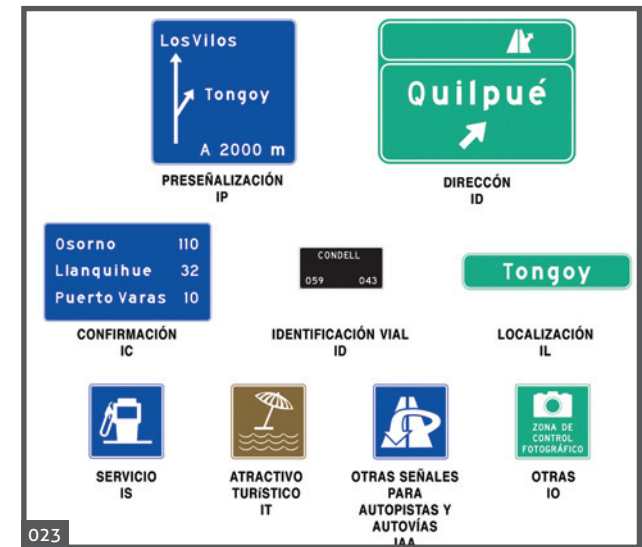 LosVilos
Tongoy
A 2000 m
PRESEÑALIZACIÓN
IP
Quilpué
DIRECCÓN
ID
Osorno 110
Llanquihue 32
Puerto Varas 10
CONFIRMACIÓN
IC
CONDELL
059 043
IDENTIFICACIÓN VIAL
ID
Tongoy
LOCALIZACIÓN
IL
SERVICIO
IS
ATRACTIVO
TURíSTICO
IT
OTRAS SEÑALES
PARA
AUTOPISTAS Y
AUTOVÍAS
IAA
ZONA DE
CONTROL
FOTOGRÁFICO
OTRAS
IO
023